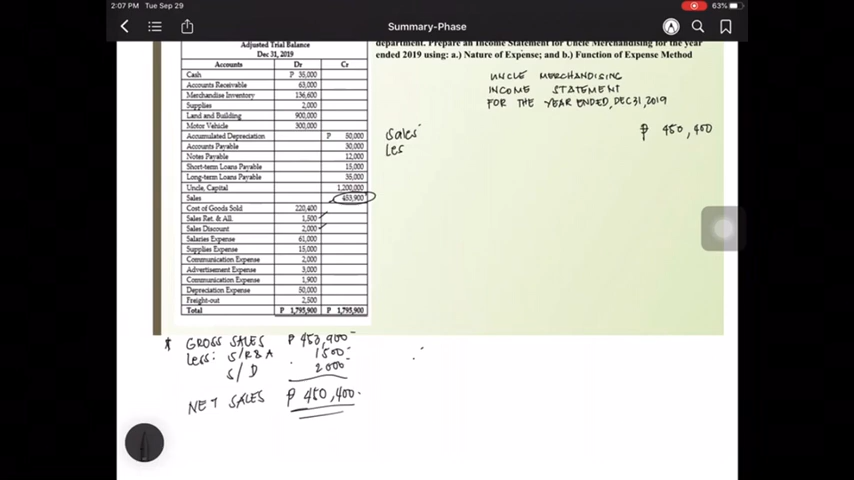 2:07 PM Tue Sep 29
63%
Summary-Phase
Adjusted Trial Balance
Dec 31, 2019
Accounts Dr Cr
Cash ₱ 35,000
Accounts Receivable 63,000
Merchandise Inventory 136,600
Supplies 2,000
Land and Building 900,000
Motor Vehicle 300,000
Accumulated Depreciation ₱ 50,000
Accounts Payable 30,000
Notes Payable 12,000
Short-term Loans Payable 15,000
Long-term Loans Payable 35,000
Uncle, Capital 1,200,000
Sales 453,900
Cost of Goods Sold 220,400
Sales Ret. & All. 1,500
Sales Discount 2,000
Salaries Expense 61,000
Supplies Expense 15,000
Communication Expense 2,000
Advertisement Expense 3,000
Communication Expense 1,900
Depreciation Expense 50,000
Freight-out 2,500
Total ₱ 1,795,900 ₱ 1,795,900
department. Prepare an Income Statement for Uncle Merchandising for the year
ended 2019 using: a.) Nature of Expense; and b.) Function of Expense Method
UNCLE MERCHANDISING
INCOME STATEMENT
FOR THE YEAR ENDED, DEC 31, 2019
Sales ₱ 450,400
Les
* GROSS SALES ₱ 453,900
Less: S/R&A 1500
S/D 2000
NET SALES ₱ 450,400